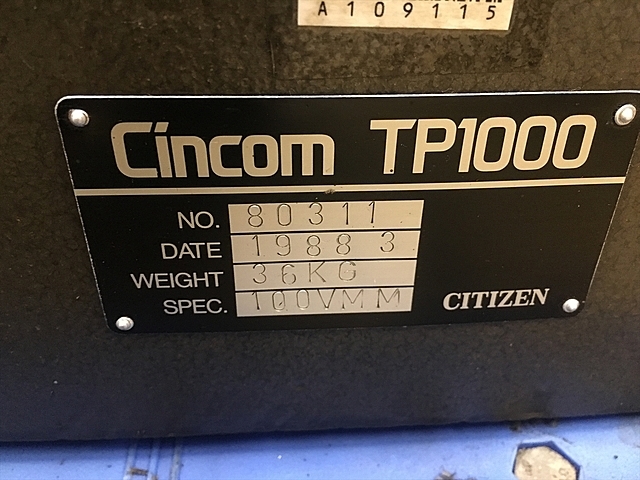 A109115
Cincom TP1000
NO. 80311
DATE 1988 3
WEIGHT 36KG
SPEC. 100VMM
CITIZEN